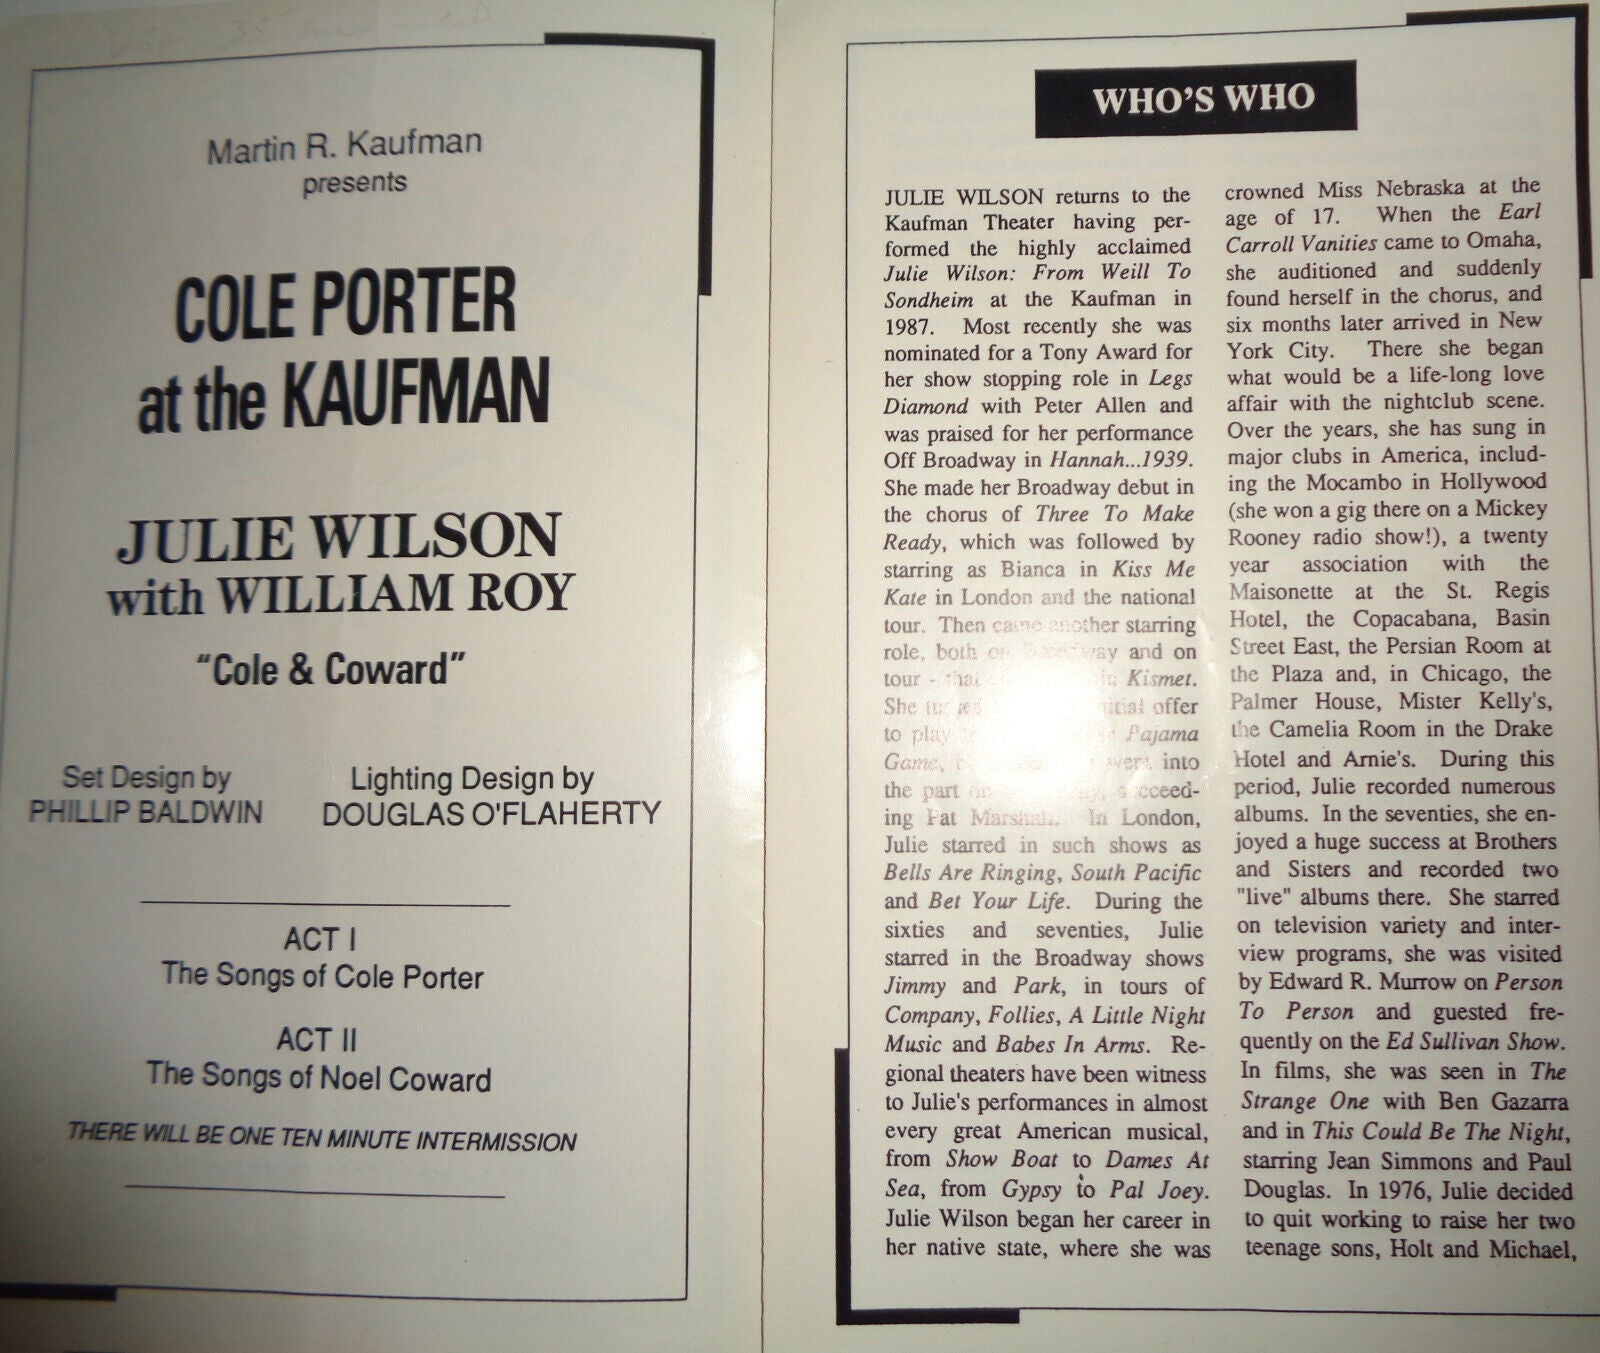 Martin R. Kaufman
presents
COLE PORTER
at the KAUFMAN
JULIE WILSON
with WILLIAM ROY
"Cole & Coward"
Set Design by
PHILLIP BALDWIN
Lighting Design by
DOUGLAS O'FLAHERTY
ACT I
The Songs of Cole Porter
ACT II
The Songs of Noel Coward
THERE WILL BE ONE TEN MINUTE INTERMISSION
WHO'S WHO
JULIE WILSON returns to the
Kaufman Theater having per-
formed the highly acclaimed
Julie Wilson: From Weill To
Sondheim at the Kaufman in
1987. Most recently she was
nominated for a Tony Award for
her show stopping role in Legs
Diamond with Peter Allen and
was praised for her performance
Off Broadway in Hannah...1939.
She made her Broadway debut in
the chorus of Three To Make
Ready, which was followed by
starring as Bianca in Kiss Me
Kate in London and the national
tour. Then came another starring
role, both on Broadway and on
tour - that in Kismet.
She initial offer
to play Pajama
Game, into
the part succeed-
ing Pat Marshall. In London,
Julie starred in such shows as
Bells Are Ringing, South Pacific
and Bet Your Life. During the
sixties and seventies, Julie
starred in the Broadway shows
Jimmy and Park, in tours of
Company, Follies, A Little Night
Music and Babes In Arms. Re-
gional theaters have been witness
to Julie's performances in almost
every great American musical,
from Show Boat to Dames At
Sea, from Gypsy to Pal Joey.
Julie Wilson began her career in
her native state, where she was
crowned Miss Nebraska at the
age of 17. When the Earl
Carroll Vanities came to Omaha,
she auditioned and suddenly
found herself in the chorus, and
six months later arrived in New
York City. There she began
what would be a life-long love
affair with the nightclub scene.
Over the years, she has sung in
major clubs in America, includ-
ing the Mocambo in Hollywood
(she won a gig there on a Mickey
Rooney radio show!), a twenty
year association with the
Maisonette at the St. Regis
Hotel, the Copacabana, Basin
Street East, the Persian Room at
the Plaza and, in Chicago, the
Palmer House, Mister Kelly's,
the Camelia Room in the Drake
Hotel and Arnie's. During this
period, Julie recorded numerous
albums. In the seventies, she en-
joyed a huge success at Brothers
and Sisters and recorded two
"live" albums there. She starred
on television variety and inter-
view programs, she was visited
by Edward R. Murrow on Person
To Person and guested fre-
quently on the Ed Sullivan Show.
In films, she was seen in The
Strange One with Ben Gazarra
and in This Could Be The Night,
starring Jean Simmons and Paul
Douglas. In 1976, Julie decided
to quit working to raise her two
teenage sons, Holt and Michael,